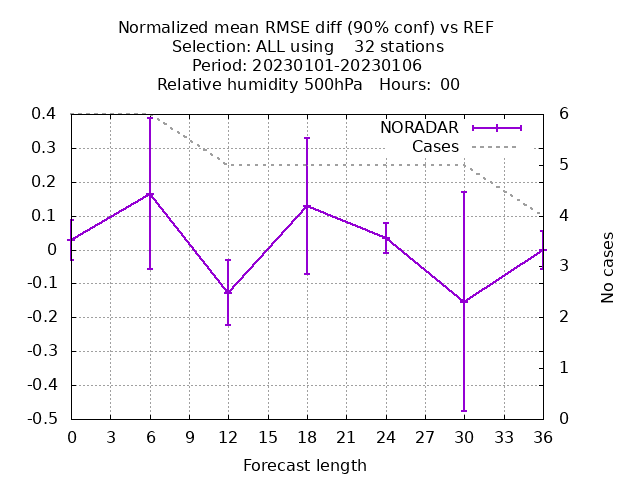 Normalized mean RMSE diff (90% conf) vs REF
Selection: ALL using    32 stations
Period: 20230101-20230106
Relative humidity 500hPa   Hours:  00
NORADAR
Cases
0.4
0.3
0.2
0.1
0
-0.1
-0.2
-0.3
-0.4
-0.5
6
5
4
3
2
1
0
No cases
0 3 6 9 12 15 18 21 24 27 30 33 36
Forecast length